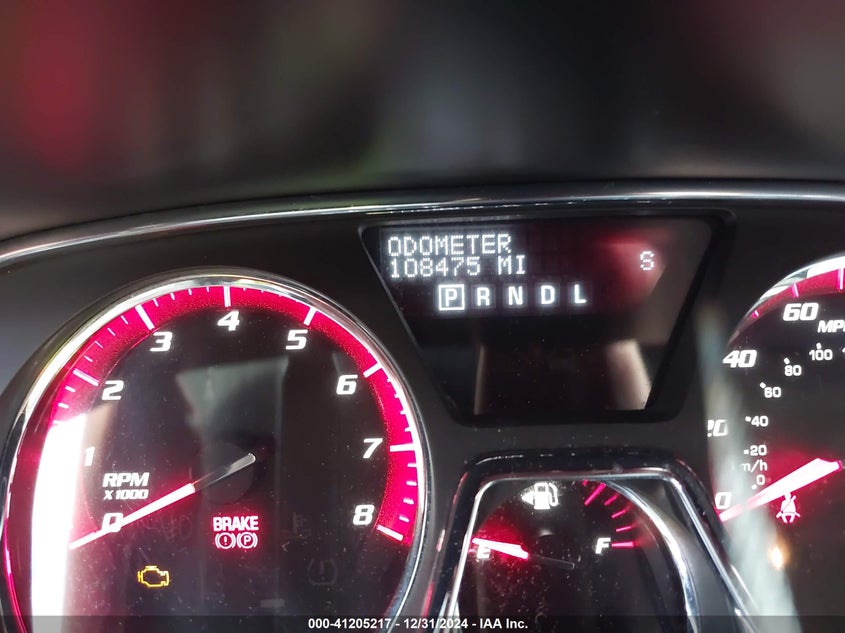 ODOMETER
108475 MI
S
P R N D L
0 1 2 3 4 5 6 7 8
RPM
X 1000
BRAKE
(!) (P)
E F
40 60
MPH
0
0 20 40 60 80 100
km/h
000-41205217 - 12/31/2024 - IAA Inc.